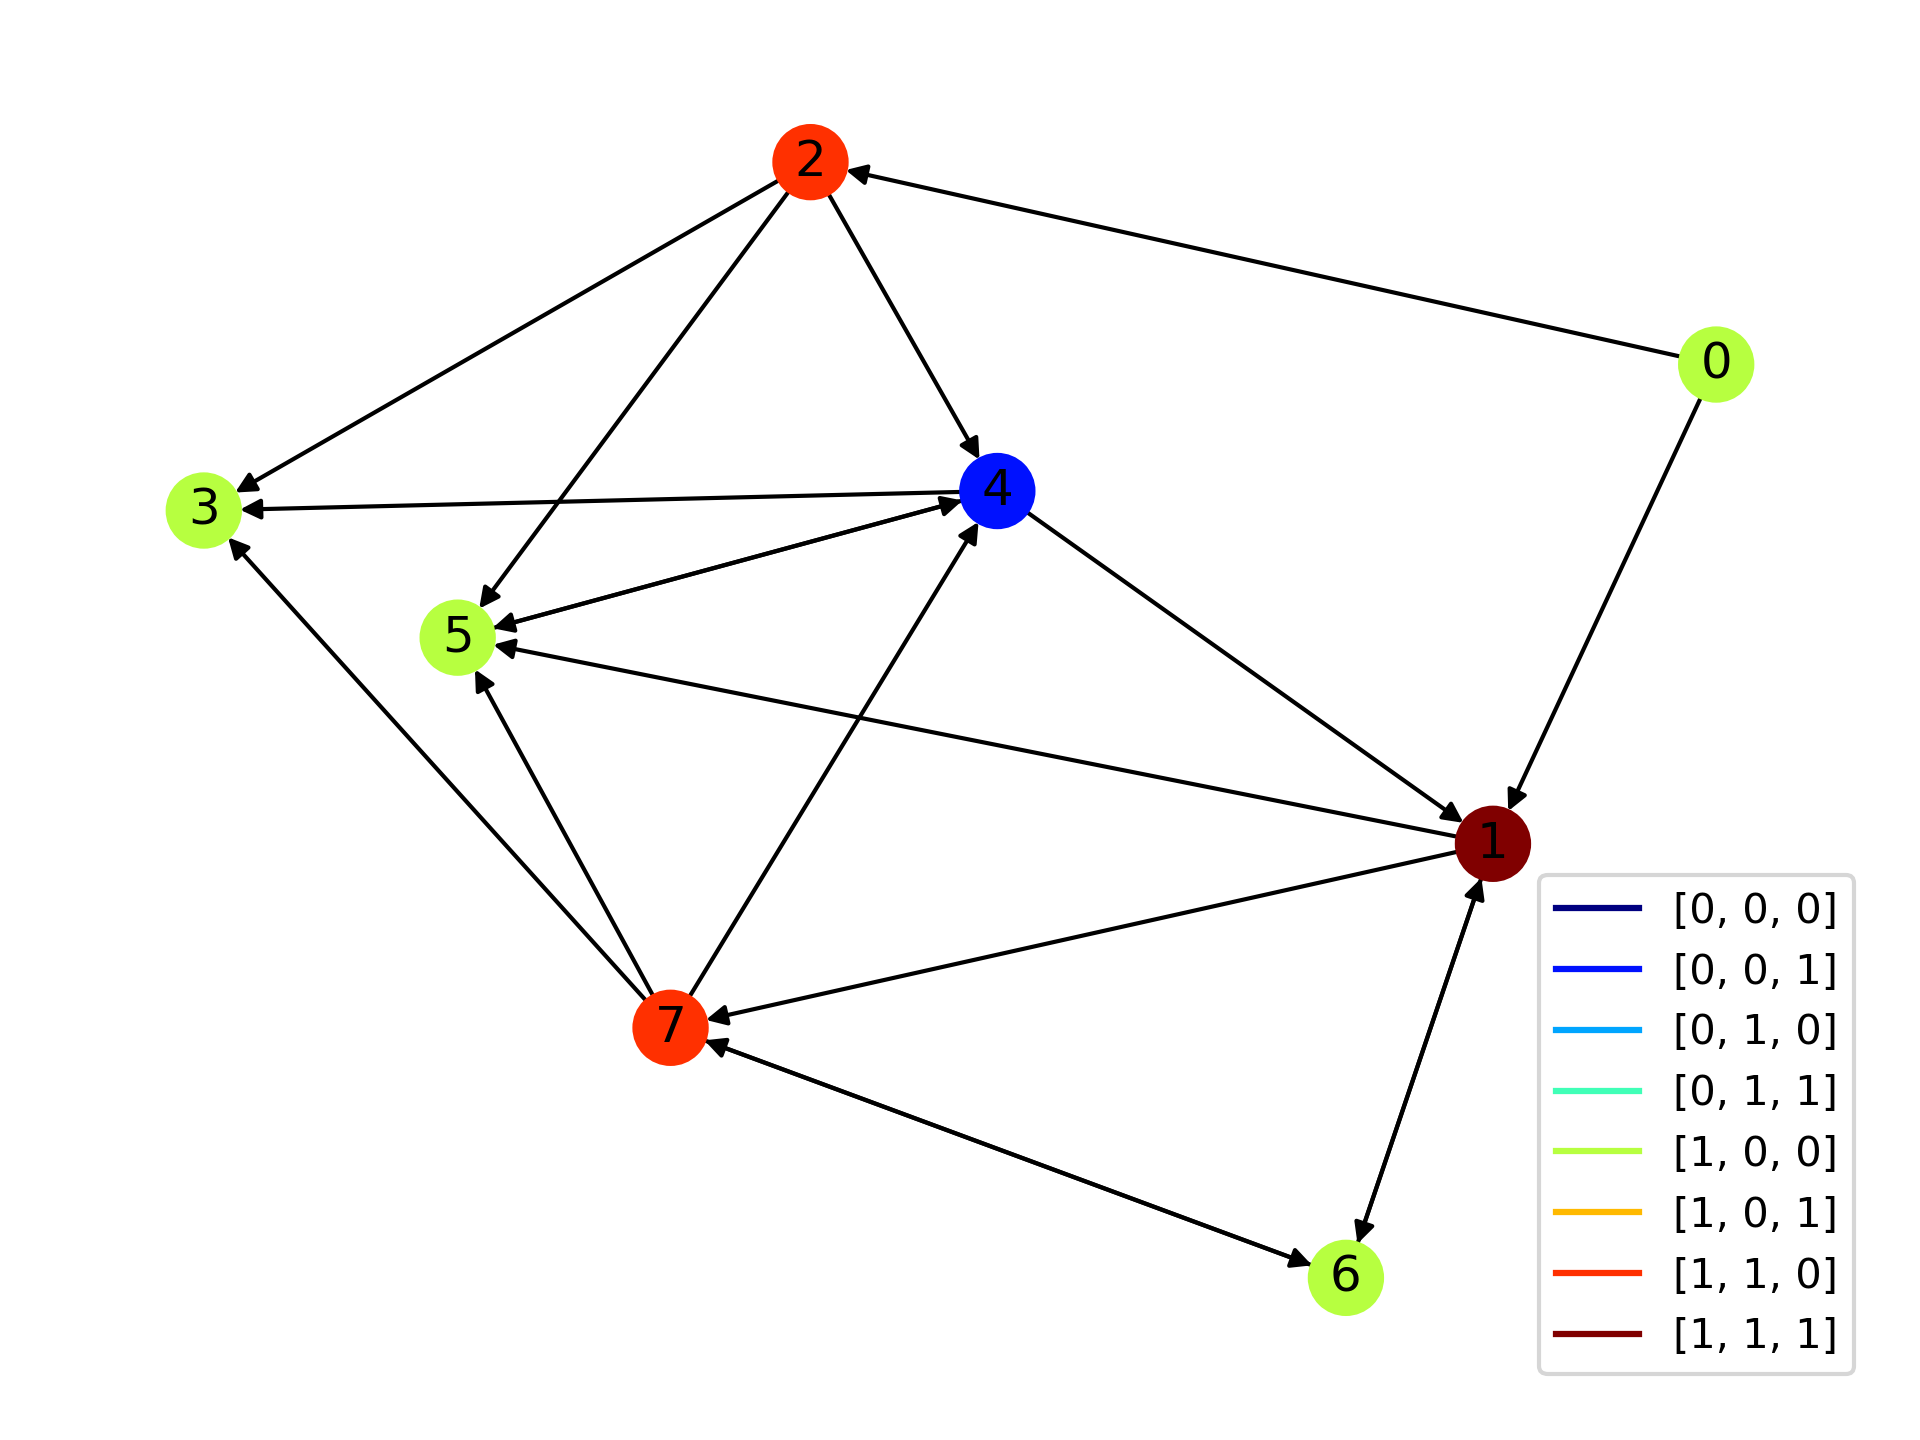 2
0
3
4
5
1
7
6
[0, 0, 0]
[0, 0, 1]
[0, 1, 0]
[0, 1, 1]
[1, 0, 0]
[1, 0, 1]
[1, 1, 0]
[1, 1, 1]